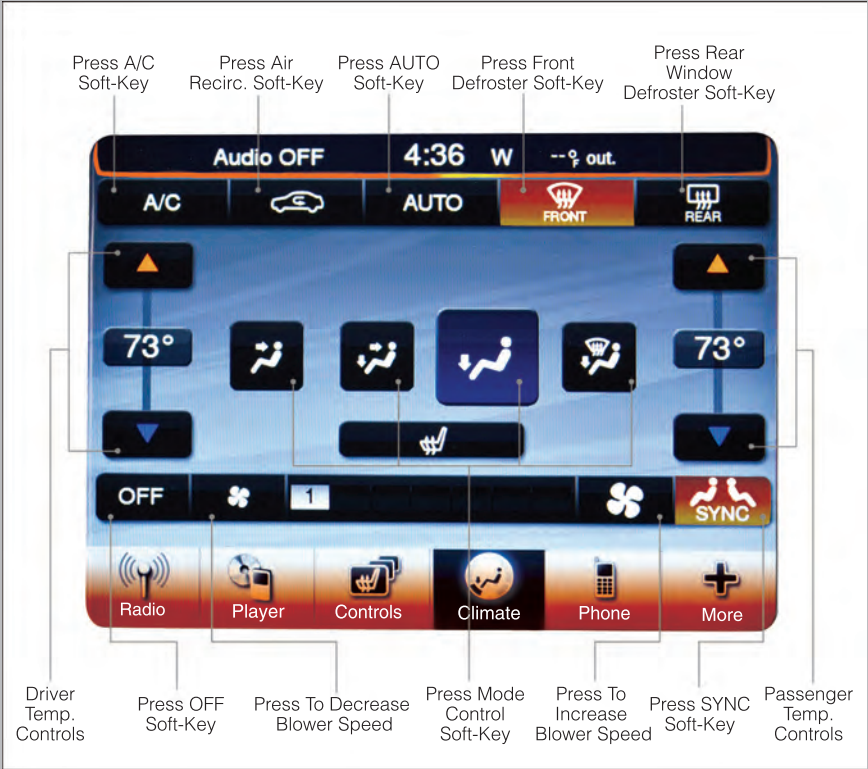 Press A/C
Soft-Key
Press Air
Recirc. Soft-Key
Press AUTO
Soft-Key
Press Front
Defroster Soft-Key
Press Rear
Window
Defroster Soft-Key
Audio OFF 4:36 W --°F out.
A/C AUTO FRONT REAR
73° 73°
OFF 1 SYNC
Radio Player Controls Climate Phone More
Driver
Temp.
Controls
Press OFF
Soft-Key
Press To Decrease
Blower Speed
Press Mode
Control
Soft-Key
Press To
Increase
Blower Speed
Press SYNC
Soft-Key
Passenger
Temp.
Controls